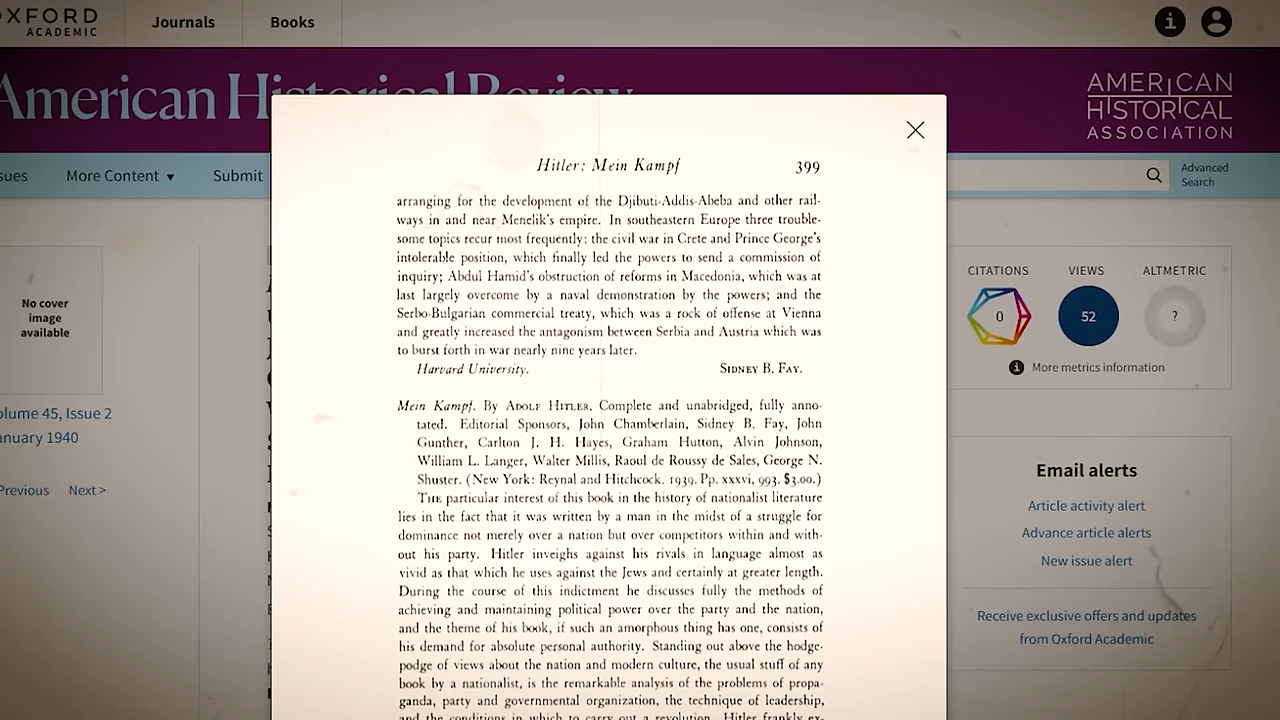 OXFORD
ACADEMIC
Journals
Books
American Historical Review
AMERICAN
HISTORICAL
ASSOCIATION
More Content
Submit
Advanced
Search
Hitler: Mein Kampf 399
arranging for the development of the Djibuti-Addis-Abeba and other rail-
ways in and near Menelik's empire. In southeastern Europe three trouble-
some topics recur most frequently: the civil war in Crete and Prince George's
intolerable position, which finally led the powers to send a commission of
inquiry; Abdul Hamid's obstruction of reforms in Macedonia, which was at
last largely overcome by a naval demonstration by the powers; and the
Serbo-Bulgarian commercial treaty, which was a rock of offense at Vienna
and greatly increased the antagonism between Serbia and Austria which was
to burst forth in war nearly nine years later.
Harvard University. Sidney B. Fay.
Mein Kampf. By Adolf Hitler. Complete and unabridged, fully anno-
tated. Editorial Sponsors, John Chamberlain, Sidney B. Fay, John
Gunther, Carlton J. H. Hayes, Graham Hutton, Alvin Johnson,
William L. Langer, Walter Millis, Raoul de Roussy de Sales, George N.
Shuster. (New York: Reynal and Hitchcock. 1939. Pp. xxxvi, 993. $3.00.)
The particular interest of this book in the history of nationalist literature
lies in the fact that it was written by a man in the midst of a struggle for
dominance not merely over a nation but over competitors within and with-
out his party. Hitler inveighs against his rivals in language almost as
vivid as that which he uses against the Jews and certainly at greater length.
During the course of this indictment he discusses fully the methods of
achieving and maintaining political power over the party and the nation,
and the theme of his book, if such an amorphous thing has one, consists of
his demand for absolute personal authority. Standing out above the hodge-
podge of views about the nation and modern culture, the usual stuff of any
book by a nationalist, is the remarkable analysis of the problems of propa-
ganda, party and governmental organization, the technique of leadership,
and the conditions in which to carry out a revolution. Hitler frankly ex-
No cover
image
available
olume 45, Issue 2
anuary 1940
Previous Next >
CITATIONS VIEWS ALTMETRIC
0 52 ?
More metrics information
Email alerts
Article activity alert
Advance article alerts
New issue alert
Receive exclusive offers and updates
from Oxford Academic